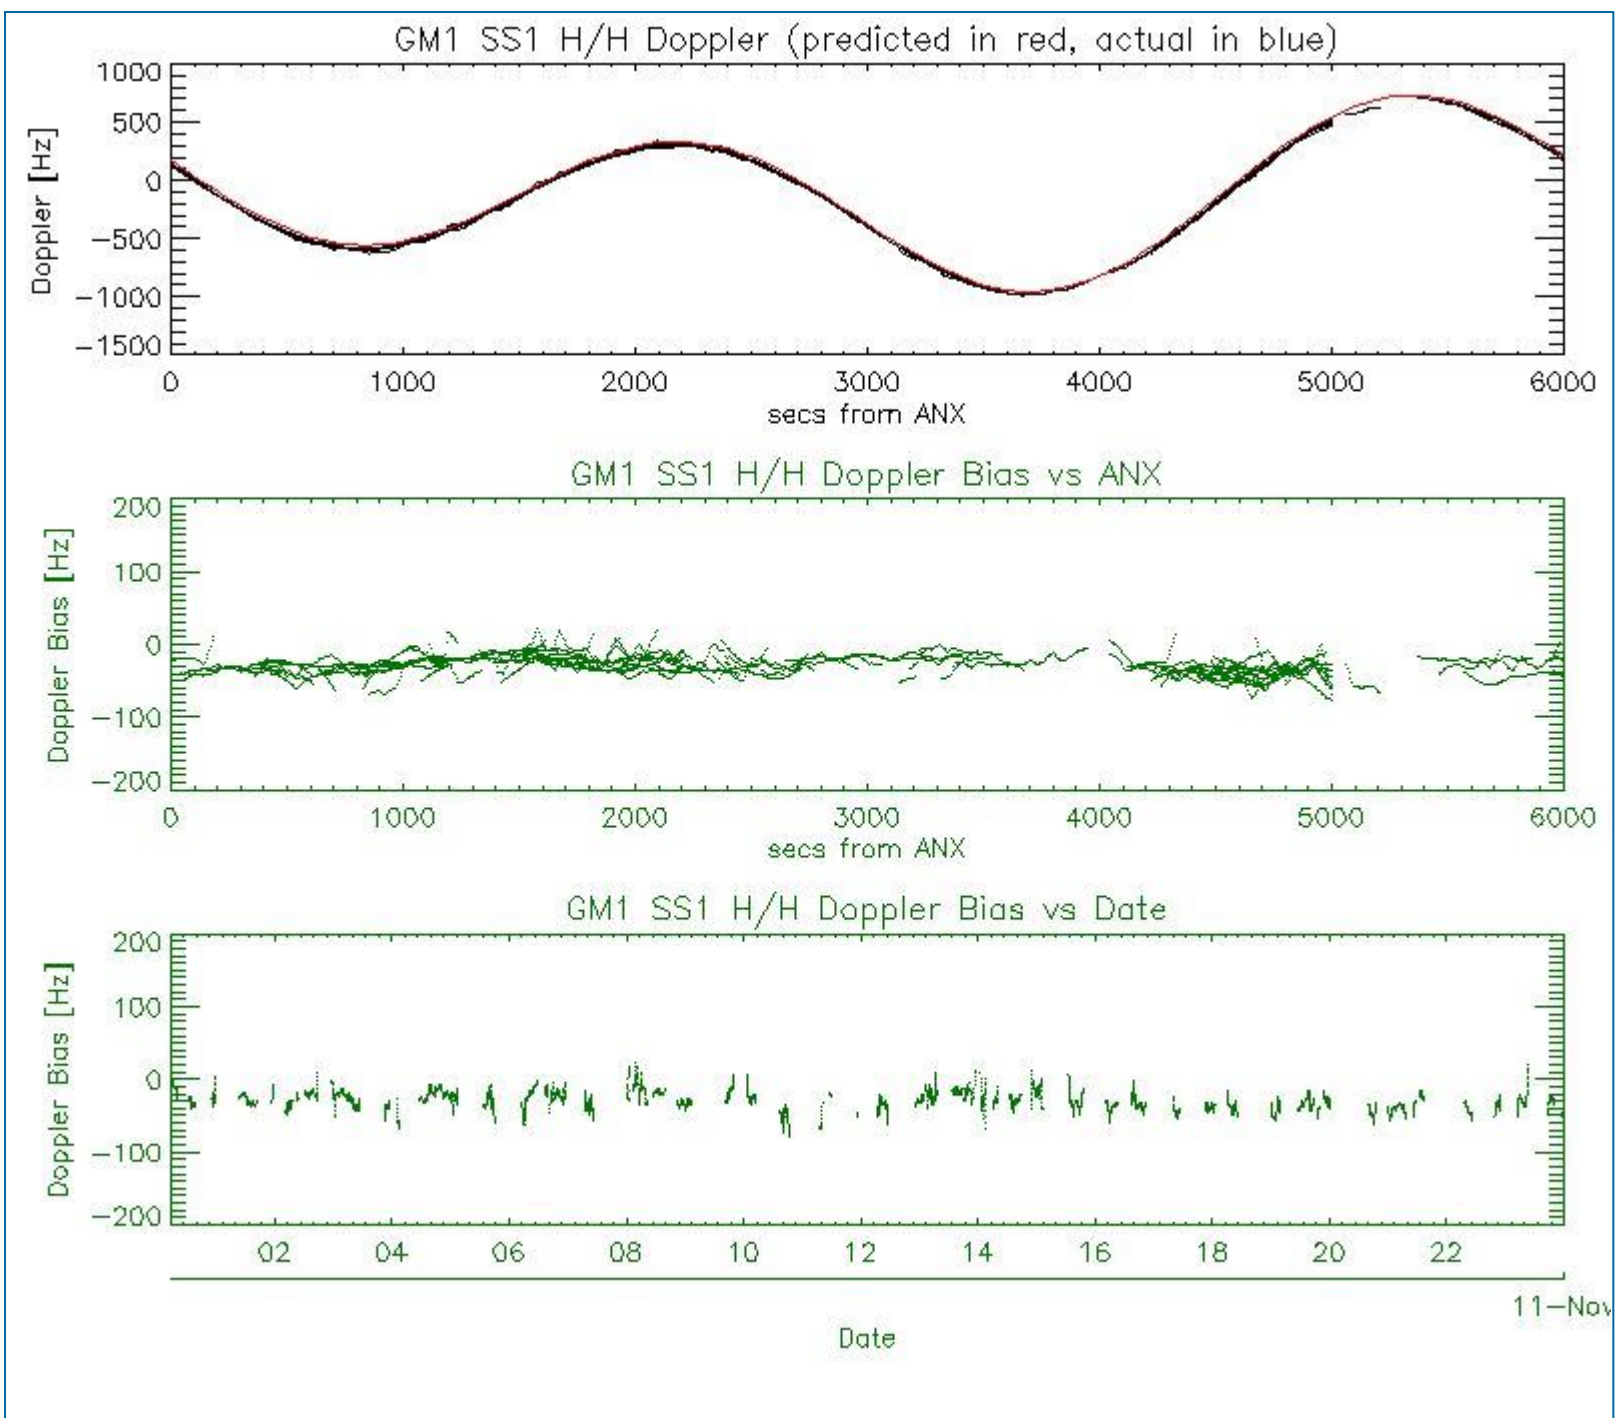 GM1 SS1 H/H Doppler (predicted in red, actual in blue)
Doppler [Hz]
1000
500
0
−500
−1000
−1500
0 1000 2000 3000 4000 5000 6000
secs from ANX
GM1 SS1 H/H Doppler Bias vs ANX
Doppler Bias [Hz]
200
100
0
−100
−200
0 1000 2000 3000 4000 5000 6000
secs from ANX
GM1 SS1 H/H Doppler Bias vs Date
Doppler Bias [Hz]
200
100
0
−100
−200
02 04 06 08 10 12 14 16 18 20 22
11−Nov
Date